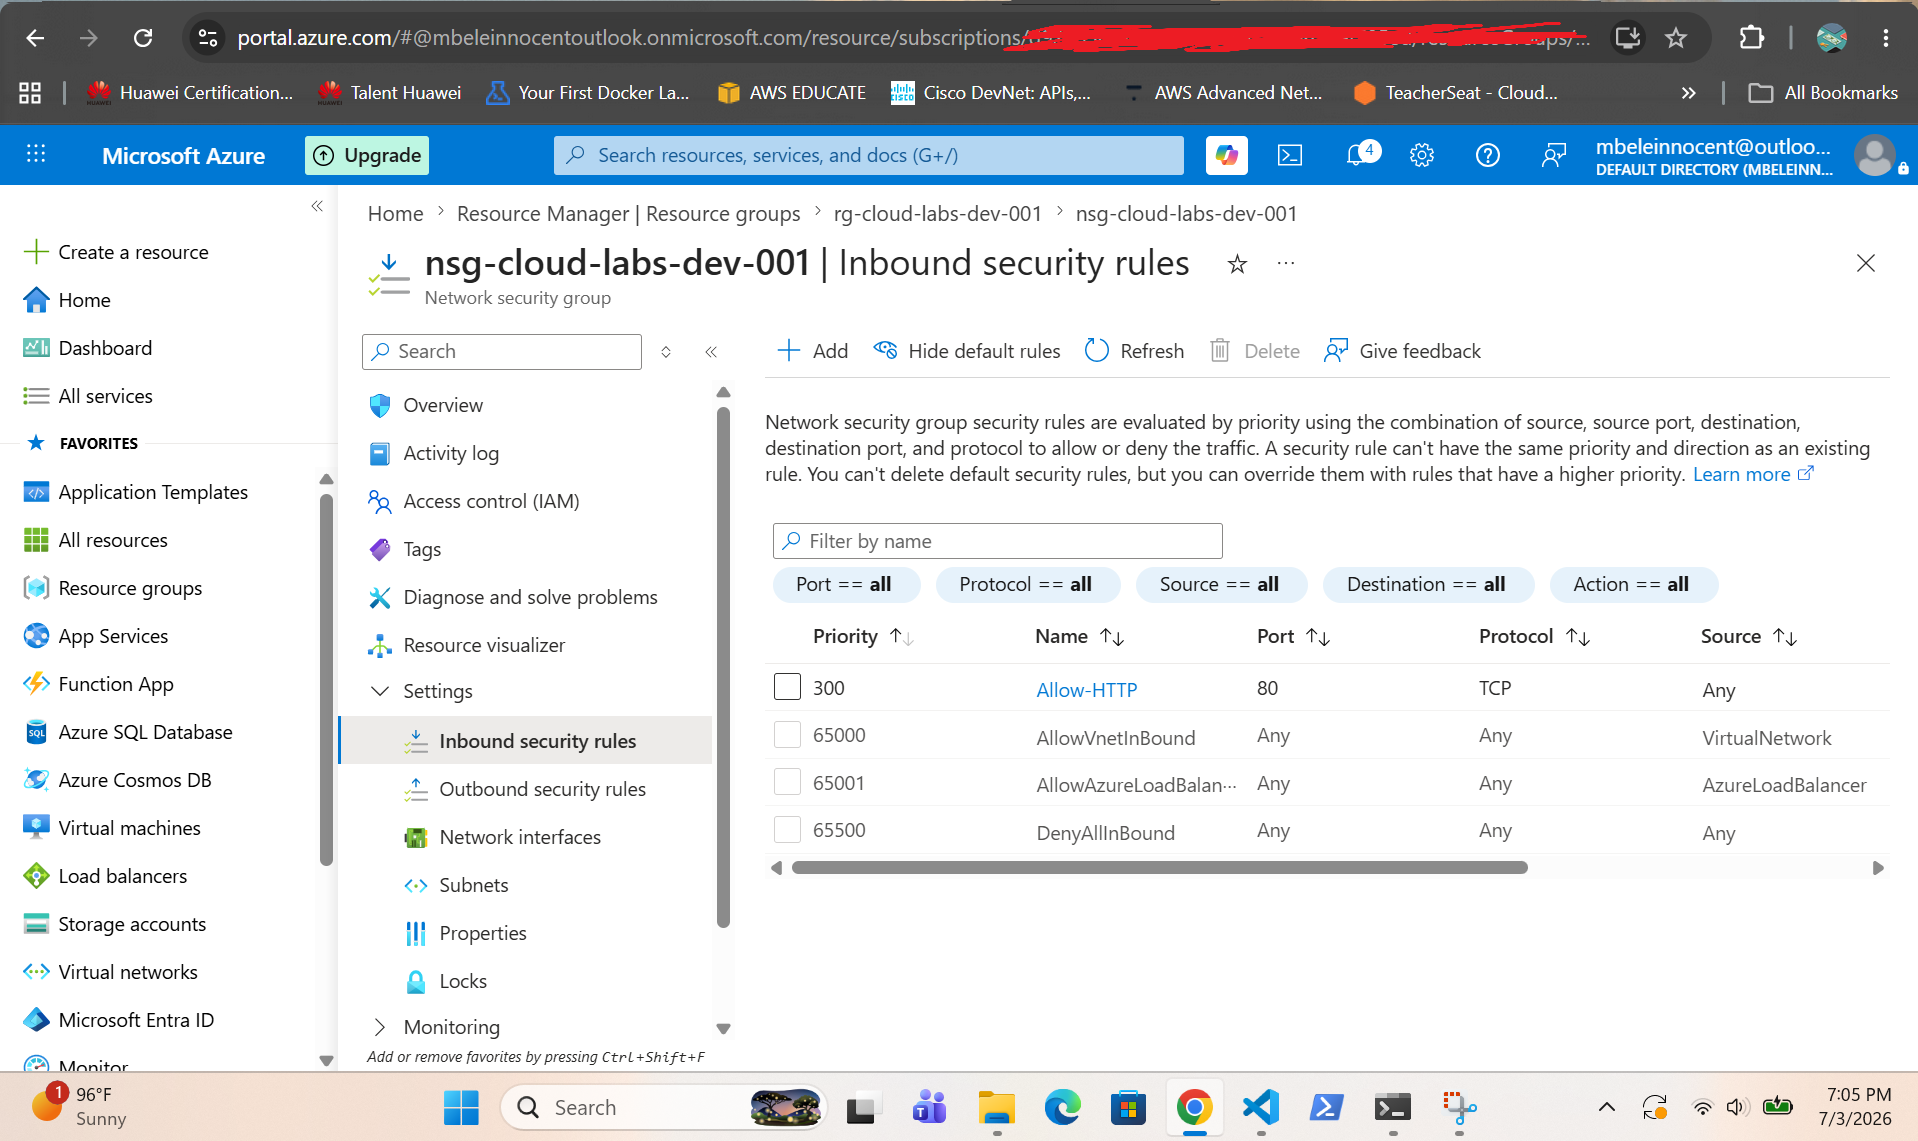 portal.azure.com/#@mbeleinnocentoutlook.onmicrosoft.com/resource/subscriptions/
Huawei Certification...
Talent Huawei
Your First Docker La...
AWS EDUCATE
Cisco DevNet: APIs,...
AWS Advanced Net...
TeacherSeat - Cloud...
All Bookmarks
Microsoft Azure
Upgrade
Search resources, services, and docs (G+/)
4
mbeleinnocent@outloo...
DEFAULT DIRECTORY (MBELEINN...
Create a resource
Home
Dashboard
All services
FAVORITES
Application Templates
All resources
Resource groups
App Services
Function App
Azure SQL Database
Azure Cosmos DB
Virtual machines
Load balancers
Storage accounts
Virtual networks
Microsoft Entra ID
Monitor
Home > Resource Manager | Resource groups > rg-cloud-labs-dev-001 > nsg-cloud-labs-dev-001
nsg-cloud-labs-dev-001 | Inbound security rules
Network security group
Search
Overview
Activity log
Access control (IAM)
Tags
Diagnose and solve problems
Resource visualizer
Settings
Inbound security rules
Outbound security rules
Network interfaces
Subnets
Properties
Locks
Monitoring
Add or remove favorites by pressing Ctrl+Shift+F
Add
Hide default rules
Refresh
Delete
Give feedback
Network security group security rules are evaluated by priority using the combination of source, source port, destination,
destination port, and protocol to allow or deny the traffic. A security rule can't have the same priority and direction as an existing
rule. You can't delete default security rules, but you can override them with rules that have a higher priority. Learn more
Filter by name
Port == all
Protocol == all
Source == all
Destination == all
Action == all
Priority Name Port Protocol Source
300 Allow-HTTP 80 TCP Any
65000 AllowVnetInBound Any Any VirtualNetwork
65001 AllowAzureLoadBalan... Any Any AzureLoadBalancer
65500 DenyAllInBound Any Any Any
1
96°F
Sunny
Search
7:05 PM
7/3/2026